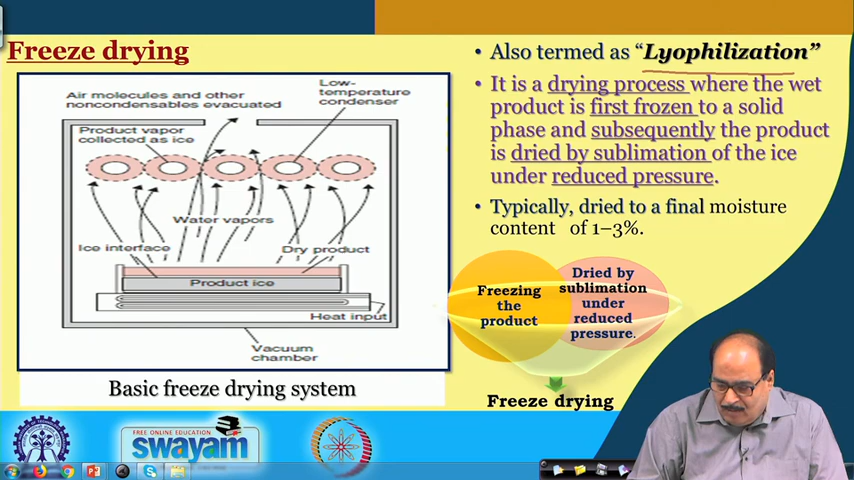 Freeze drying
Air molecules and other
noncondensables evacuated
Low-
temperature
condenser
Product vapor
collected as ice
Water vapors
Ice interface
Dry product
Product ice
Heat input
Vacuum
chamber
Basic freeze drying system
• Also termed as “Lyophilization”
• It is a drying process where the wet
product is first frozen to a solid
phase and subsequently the product
is dried by sublimation of the ice
under reduced pressure.
• Typically, dried to a final moisture
content of 1–3%.
Freezing
the
product
Dried by
sublimation
under
reduced
pressure.
Freeze drying
FREE ONLINE EDUCATION
swayam